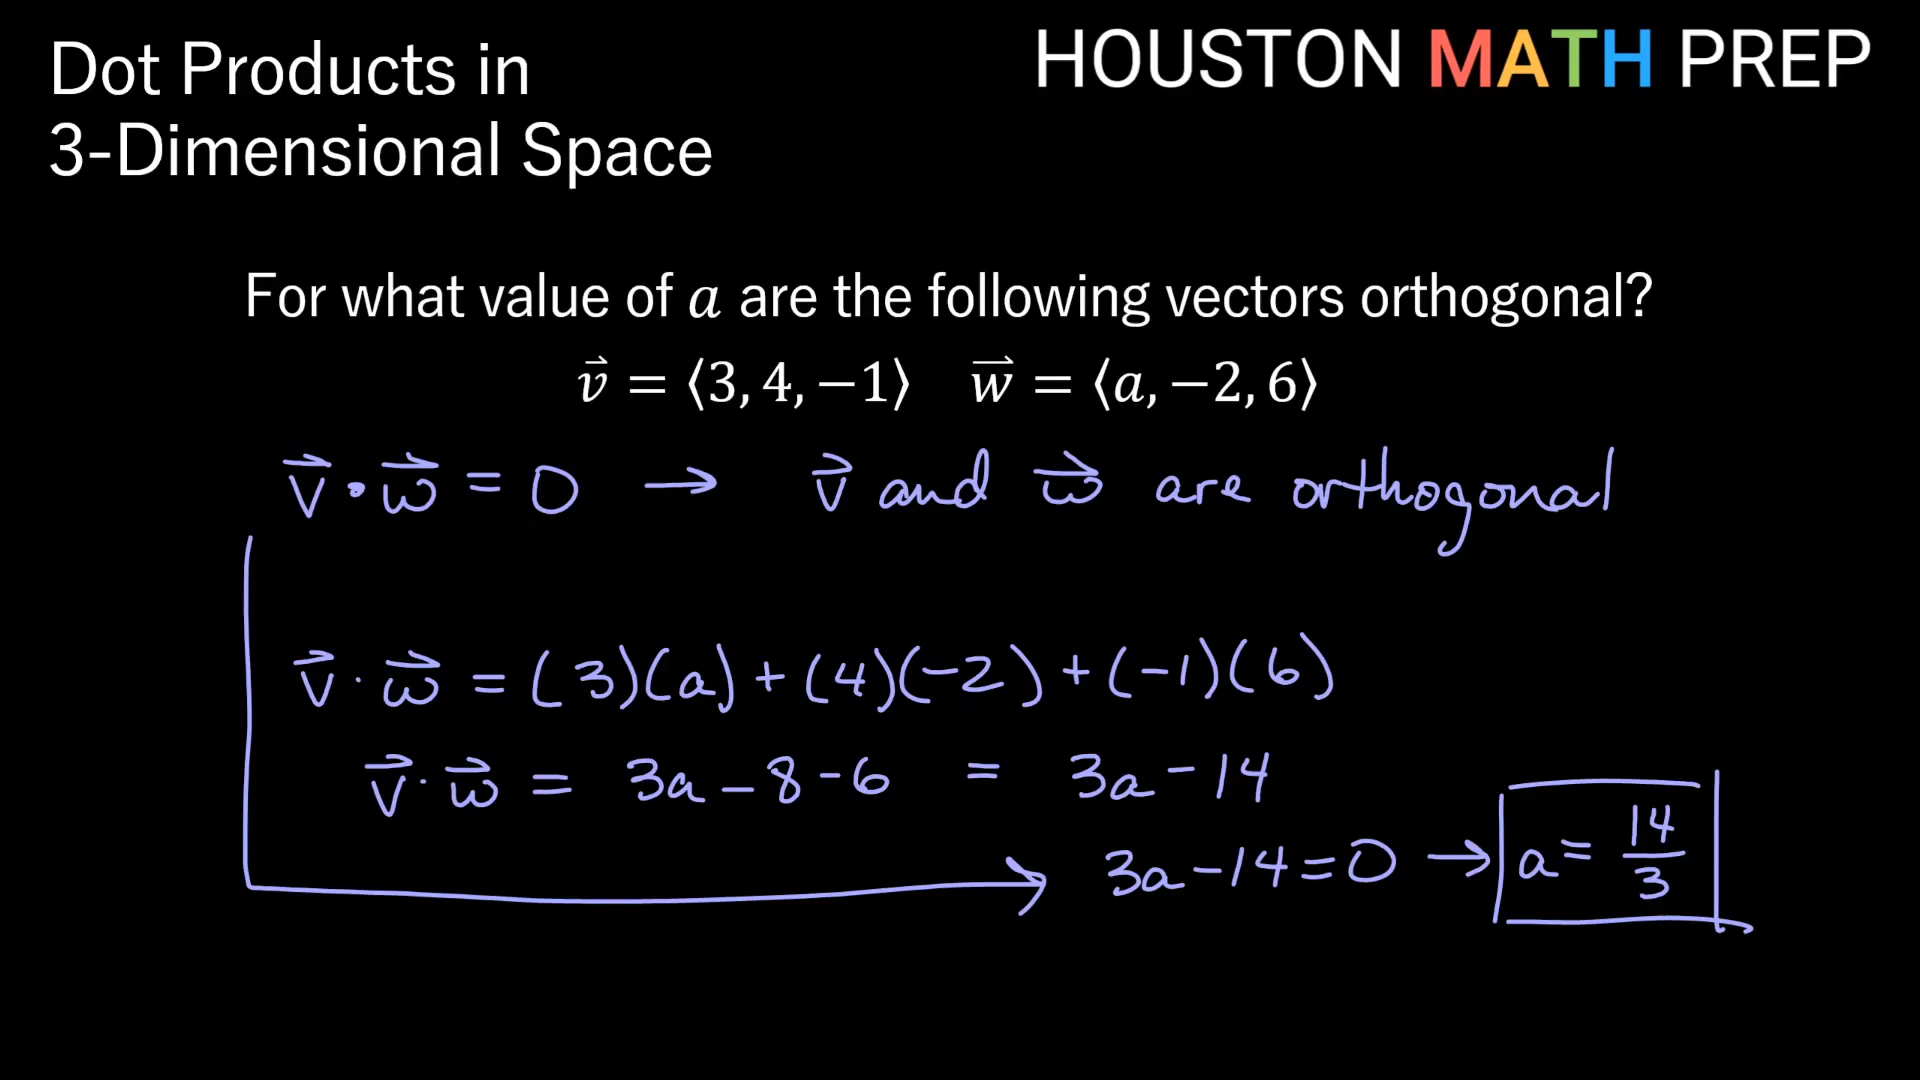 Dot Products in
3-Dimensional Space
HOUSTON MATH PREP
For what value of a are the following vectors orthogonal?
v⃗ = ⟨3, 4, −1⟩ w⃗ = ⟨a, −2, 6⟩
v⃗ • w⃗ = 0 → v⃗ and w⃗ are orthogonal
v⃗ · w⃗ = (3)(a) + (4)(-2) + (-1)(6)
v⃗ · w⃗ = 3a - 8 - 6 = 3a - 14
3a - 14 = 0 → a = 14/3